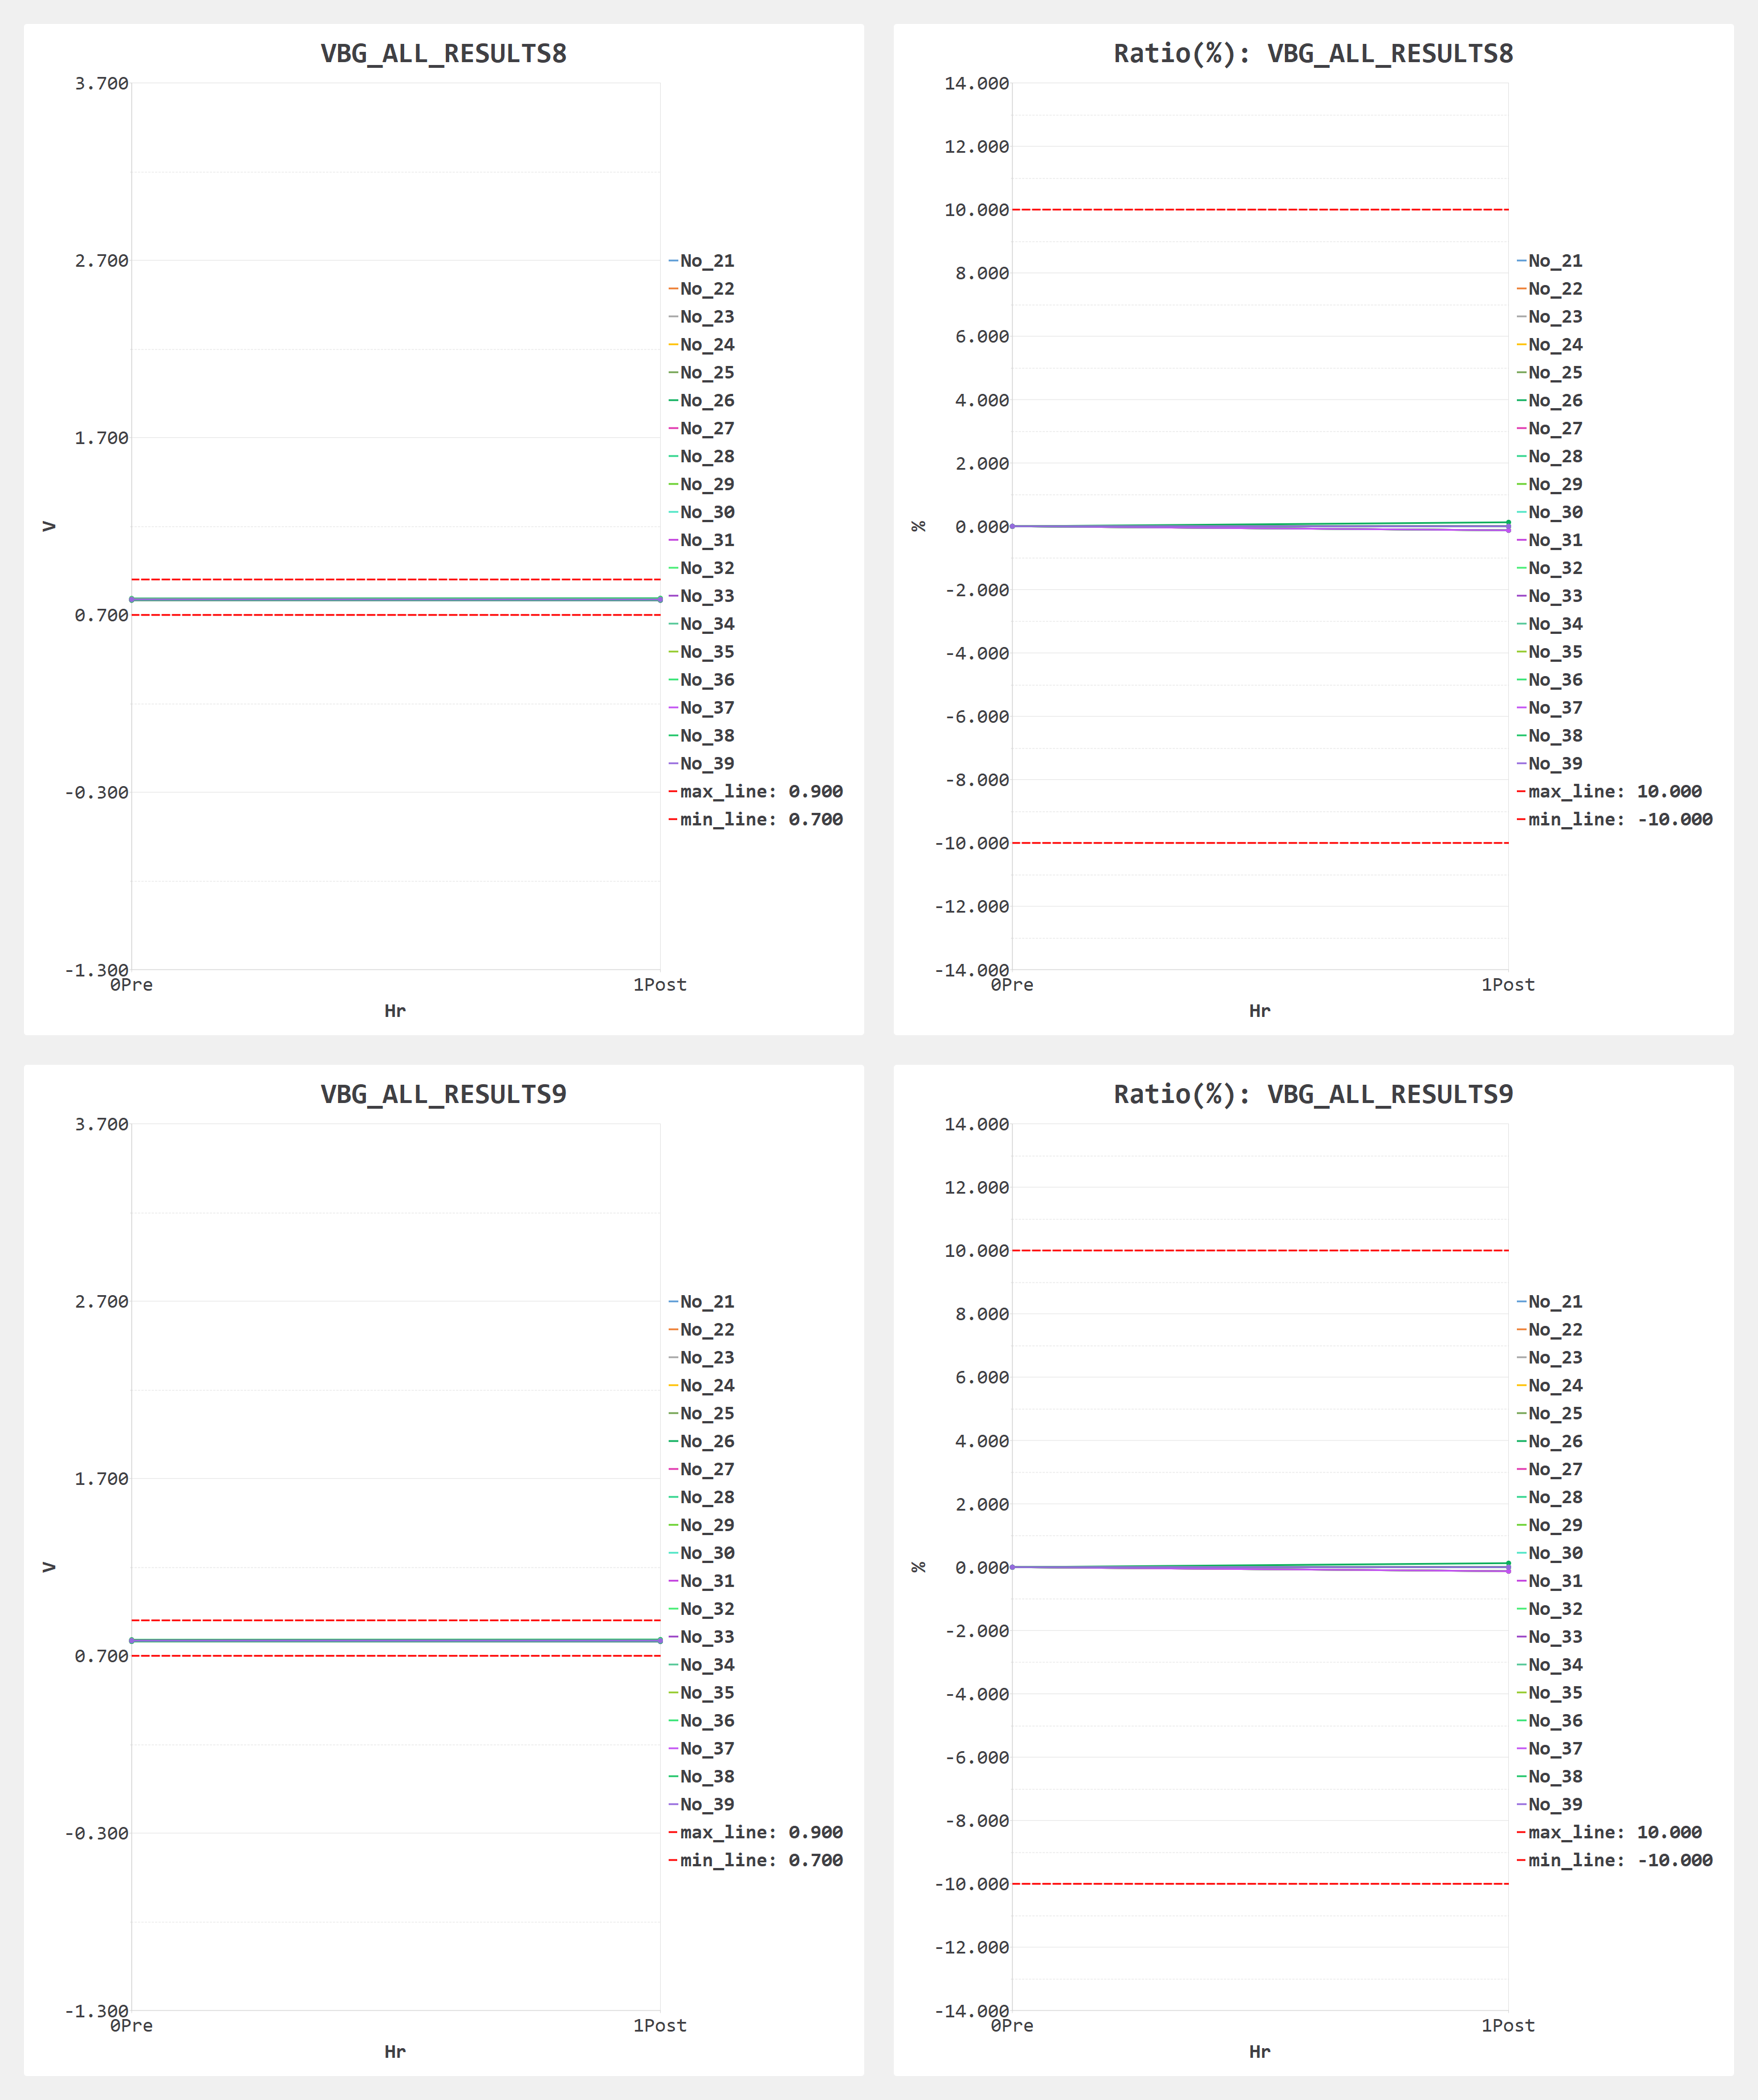 VBG_ALL_RESULTS8
3.700
2.700
1.700
0.700
-0.300
-1.300
V
0Pre
1Post
Hr
No_21
No_22
No_23
No_24
No_25
No_26
No_27
No_28
No_29
No_30
No_31
No_32
No_33
No_34
No_35
No_36
No_37
No_38
No_39
max_line: 0.900
min_line: 0.700
Ratio(%): VBG_ALL_RESULTS8
14.000
12.000
10.000
8.000
6.000
4.000
2.000
0.000
-2.000
-4.000
-6.000
-8.000
-10.000
-12.000
-14.000
%
0Pre
1Post
Hr
No_21
No_22
No_23
No_24
No_25
No_26
No_27
No_28
No_29
No_30
No_31
No_32
No_33
No_34
No_35
No_36
No_37
No_38
No_39
max_line: 10.000
min_line: -10.000
VBG_ALL_RESULTS9
3.700
2.700
1.700
0.700
-0.300
-1.300
V
0Pre
1Post
Hr
No_21
No_22
No_23
No_24
No_25
No_26
No_27
No_28
No_29
No_30
No_31
No_32
No_33
No_34
No_35
No_36
No_37
No_38
No_39
max_line: 0.900
min_line: 0.700
Ratio(%): VBG_ALL_RESULTS9
14.000
12.000
10.000
8.000
6.000
4.000
2.000
0.000
-2.000
-4.000
-6.000
-8.000
-10.000
-12.000
-14.000
%
0Pre
1Post
Hr
No_21
No_22
No_23
No_24
No_25
No_26
No_27
No_28
No_29
No_30
No_31
No_32
No_33
No_34
No_35
No_36
No_37
No_38
No_39
max_line: 10.000
min_line: -10.000